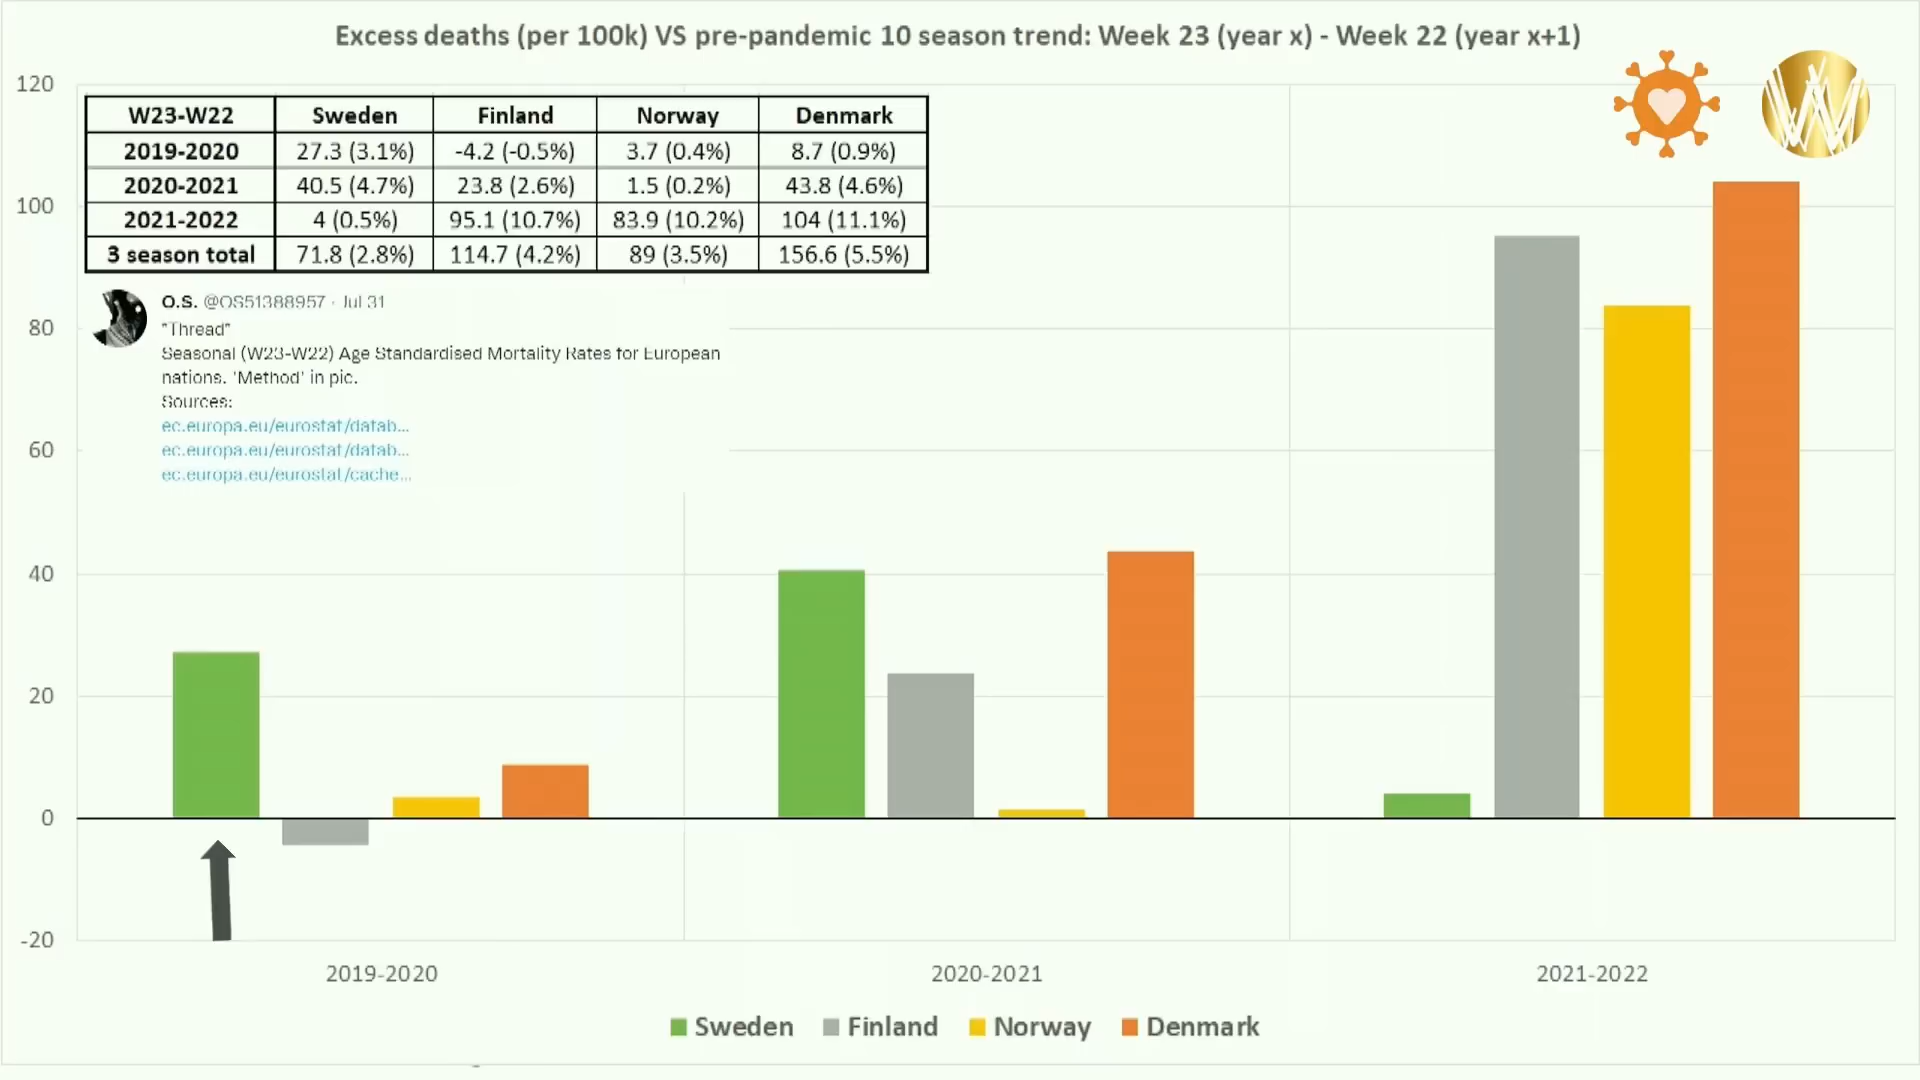 Excess deaths (per 100k) VS pre-pandemic 10 season trend: Week 23 (year x) - Week 22 (year x+1)
120
W23-W22 Sweden Finland Norway Denmark
2019-2020 27.3 (3.1%) -4.2 (-0.5%) 3.7 (0.4%) 8.7 (0.9%)
2020-2021 40.5 (4.7%) 23.8 (2.6%) 1.5 (0.2%) 43.8 (4.6%)
2021-2022 4 (0.5%) 95.1 (10.7%) 83.9 (10.2%) 104 (11.1%)
3 season total 71.8 (2.8%) 114.7 (4.2%) 89 (3.5%) 156.6 (5.5%)
100
O.S. @OS51388957 · Jul 31
"Thread"
Seasonal (W23-W22) Age Standardised Mortality Rates for European
nations. 'Method' in pic.
Sources:
ec.europa.eu/eurostat/datab...
ec.europa.eu/eurostat/datab...
ec.europa.eu/eurostat/cache...
80
60
40
20
0
-20
2019-2020 2020-2021 2021-2022
Sweden Finland Norway Denmark